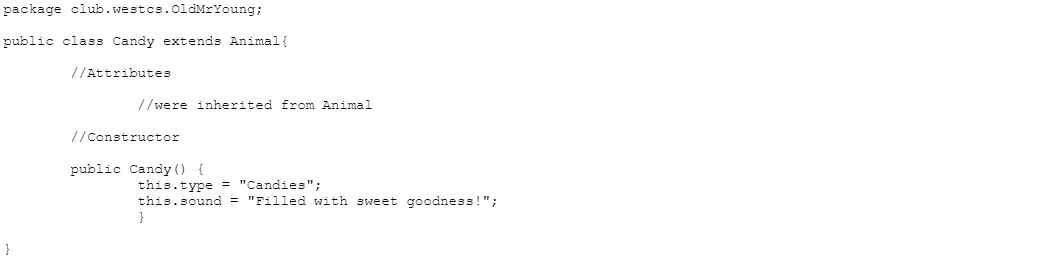 package club.westcs.OldMrYoung;
public class Candy extends Animal{
//Attributes
//were inherited from Animal
//Constructor
public Candy() {
this.type = "Candies";
this.sound = "Filled with sweet goodness!";
}
}